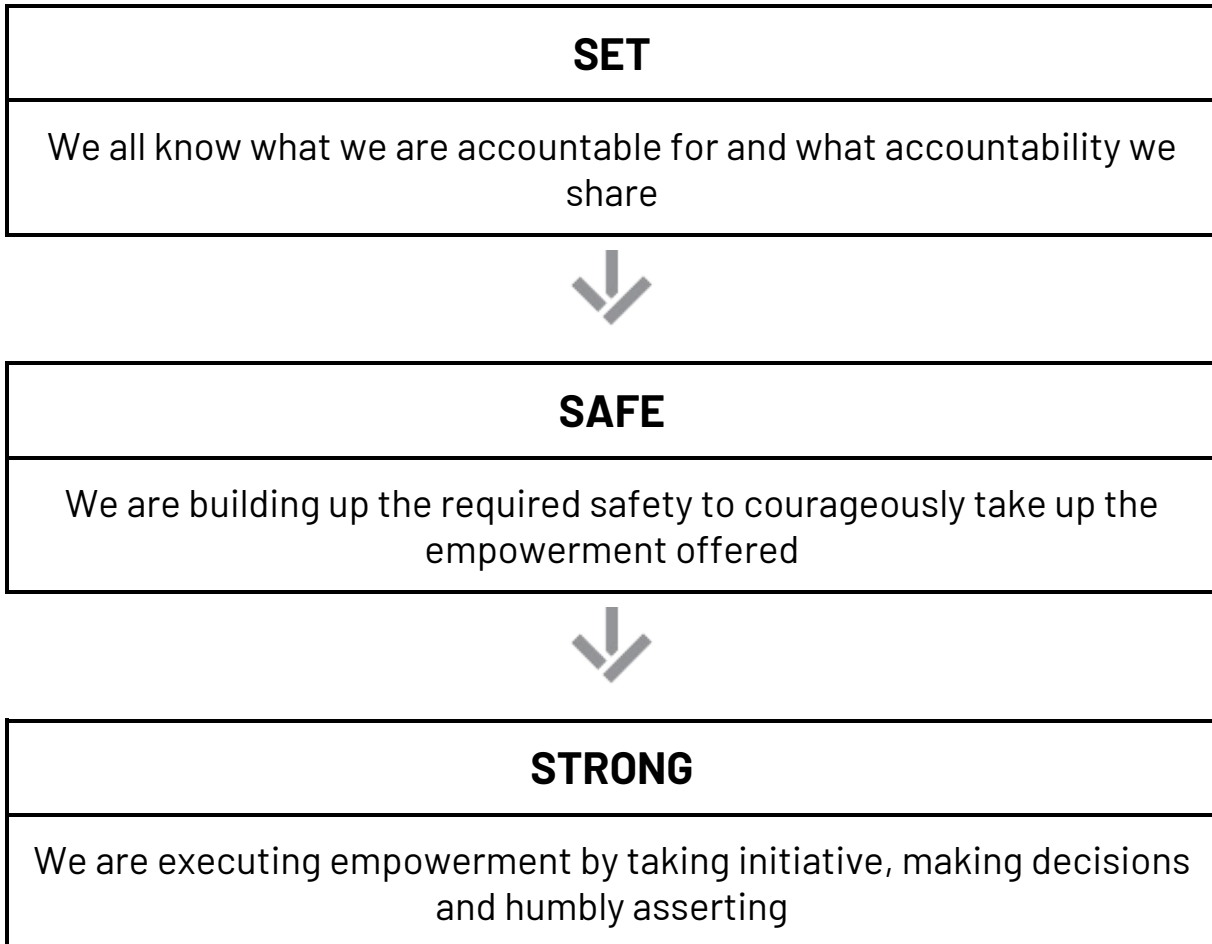 SET
We all know what we are accountable for and what accountability we
share
SAFE
We are building up the required safety to courageously take up the
empowerment offered
STRONG
We are executing empowerment by taking initiative, making decisions
and humbly asserting